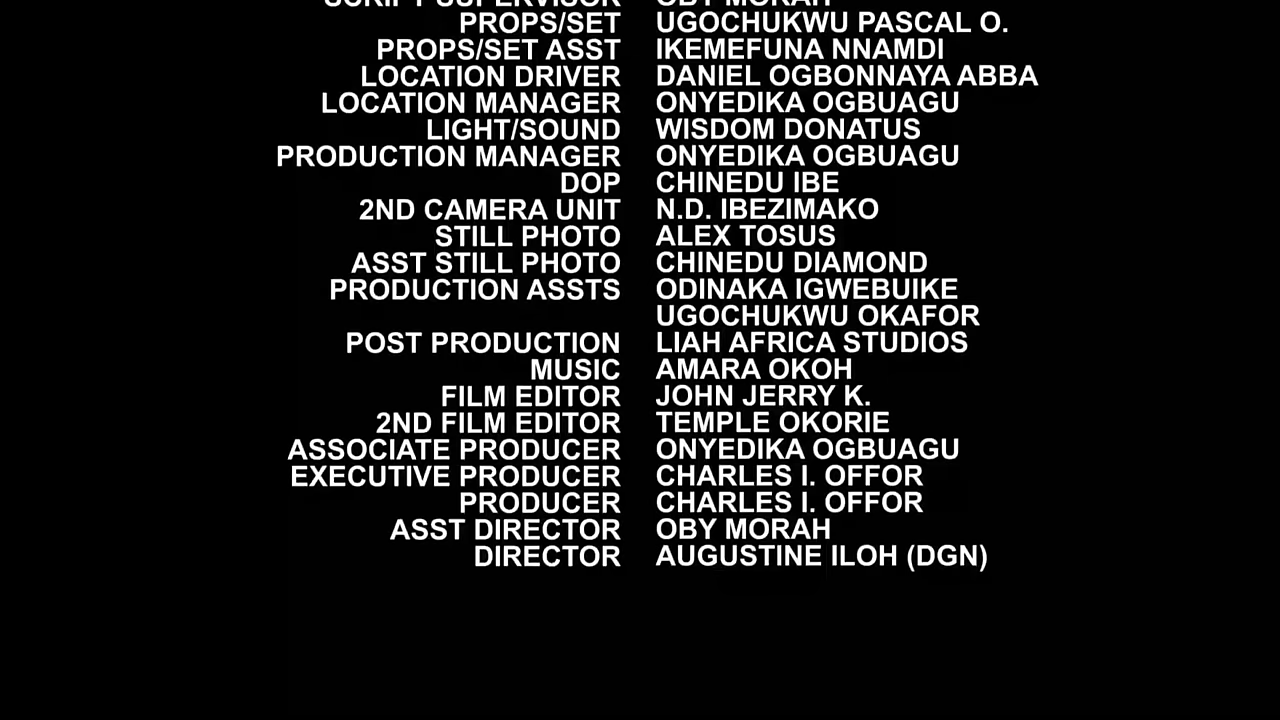 SCRIPT SUPERVISOR OBY MORAH
PROPS/SET UGOCHUKWU PASCAL O.
PROPS/SET ASST IKEMEFUNA NNAMDI
LOCATION DRIVER DANIEL OGBONNAYA ABBA
LOCATION MANAGER ONYEDIKA OGBUAGU
LIGHT/SOUND WISDOM DONATUS
PRODUCTION MANAGER ONYEDIKA OGBUAGU
DOP CHINEDU IBE
2ND CAMERA UNIT N.D. IBEZIMAKO
STILL PHOTO ALEX TOSUS
ASST STILL PHOTO CHINEDU DIAMOND
PRODUCTION ASSTS ODINAKA IGWEBUIKE
UGOCHUKWU OKAFOR
POST PRODUCTION LIAH AFRICA STUDIOS
MUSIC AMARA OKOH
FILM EDITOR JOHN JERRY K.
2ND FILM EDITOR TEMPLE OKORIE
ASSOCIATE PRODUCER ONYEDIKA OGBUAGU
EXECUTIVE PRODUCER CHARLES I. OFFOR
PRODUCER CHARLES I. OFFOR
ASST DIRECTOR OBY MORAH
DIRECTOR AUGUSTINE ILOH (DGN)